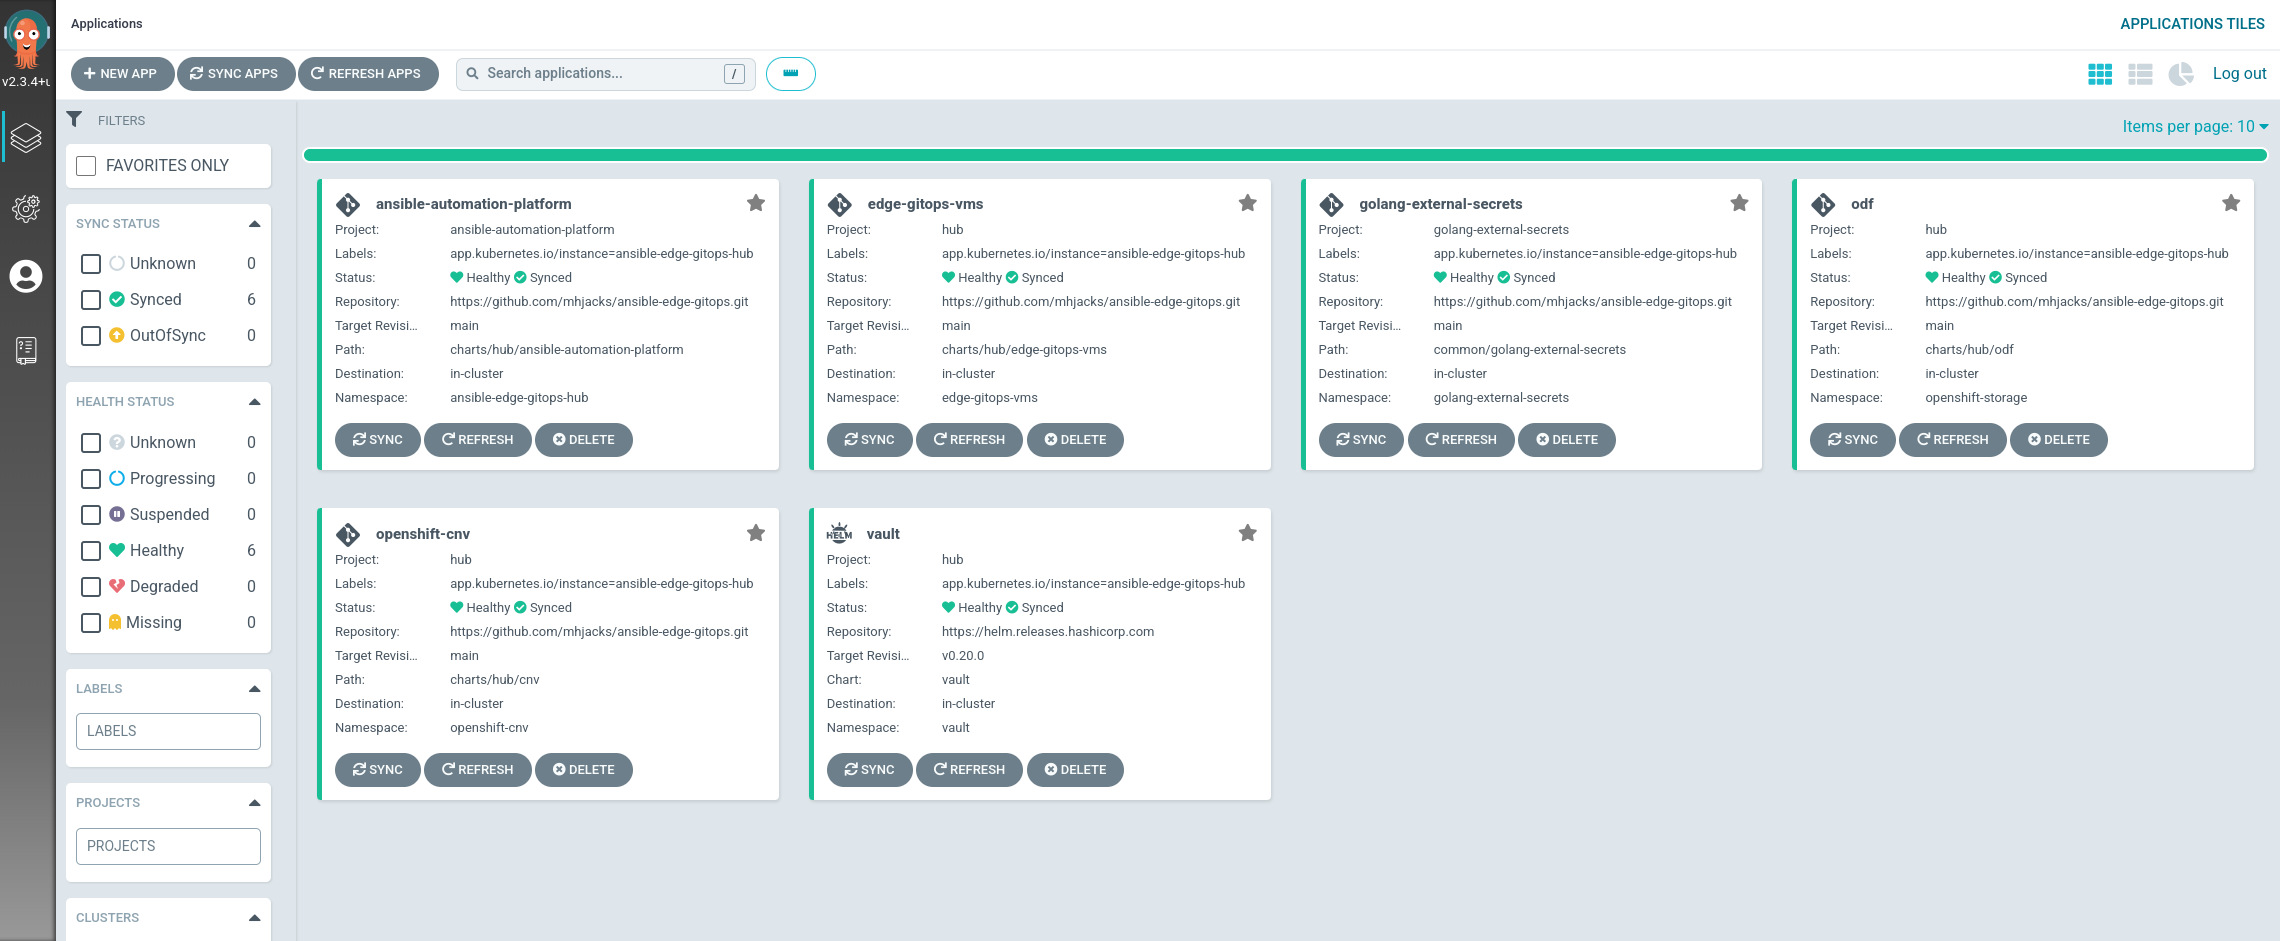 Applications
APPLICATIONS TILES
v2.3.4+u
NEW APP
SYNC APPS
REFRESH APPS
Search applications...
/
Log out
FILTERS
FAVORITES ONLY
SYNC STATUS
Unknown 0
Synced 6
OutOfSync 0
HEALTH STATUS
Unknown 0
Progressing 0
Suspended 0
Healthy 6
Degraded 0
Missing 0
LABELS
LABELS
PROJECTS
PROJECTS
CLUSTERS
Items per page: 10
ansible-automation-platform
Project: ansible-automation-platform
Labels: app.kubernetes.io/instance=ansible-edge-gitops-hub
Status: Healthy Synced
Repository: https://github.com/mhjacks/ansible-edge-gitops.git
Target Revisi... main
Path: charts/hub/ansible-automation-platform
Destination: in-cluster
Namespace: ansible-edge-gitops-hub
SYNC REFRESH DELETE
edge-gitops-vms
Project: hub
Labels: app.kubernetes.io/instance=ansible-edge-gitops-hub
Status: Healthy Synced
Repository: https://github.com/mhjacks/ansible-edge-gitops.git
Target Revisi... main
Path: charts/hub/edge-gitops-vms
Destination: in-cluster
Namespace: edge-gitops-vms
SYNC REFRESH DELETE
golang-external-secrets
Project: golang-external-secrets
Labels: app.kubernetes.io/instance=ansible-edge-gitops-hub
Status: Healthy Synced
Repository: https://github.com/mhjacks/ansible-edge-gitops.git
Target Revisi... main
Path: common/golang-external-secrets
Destination: in-cluster
Namespace: golang-external-secrets
SYNC REFRESH DELETE
odf
Project: hub
Labels: app.kubernetes.io/instance=ansible-edge-gitops-hub
Status: Healthy Synced
Repository: https://github.com/mhjacks/ansible-edge-gitops.git
Target Revisi... main
Path: charts/hub/odf
Destination: in-cluster
Namespace: openshift-storage
SYNC REFRESH DELETE
openshift-cnv
Project: hub
Labels: app.kubernetes.io/instance=ansible-edge-gitops-hub
Status: Healthy Synced
Repository: https://github.com/mhjacks/ansible-edge-gitops.git
Target Revisi... main
Path: charts/hub/cnv
Destination: in-cluster
Namespace: openshift-cnv
SYNC REFRESH DELETE
HELM vault
Project: hub
Labels: app.kubernetes.io/instance=ansible-edge-gitops-hub
Status: Healthy Synced
Repository: https://helm.releases.hashicorp.com
Target Revisi... v0.20.0
Chart: vault
Destination: in-cluster
Namespace: vault
SYNC REFRESH DELETE